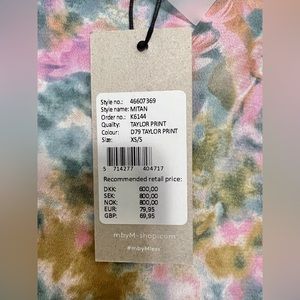 Style no.: 46607369
Style name: MITAN
Order no.: K6144
Quality: TAYLOR PRINT
Colour: D79 TAYLOR PRINT
Size: XS/S
5 714277 404717
Recommended retail price:
DKK: 600,00
SEK: 800,00
NOK: 800,00
EUR: 79,95
GBP: 69,95
mbyM-shop.com